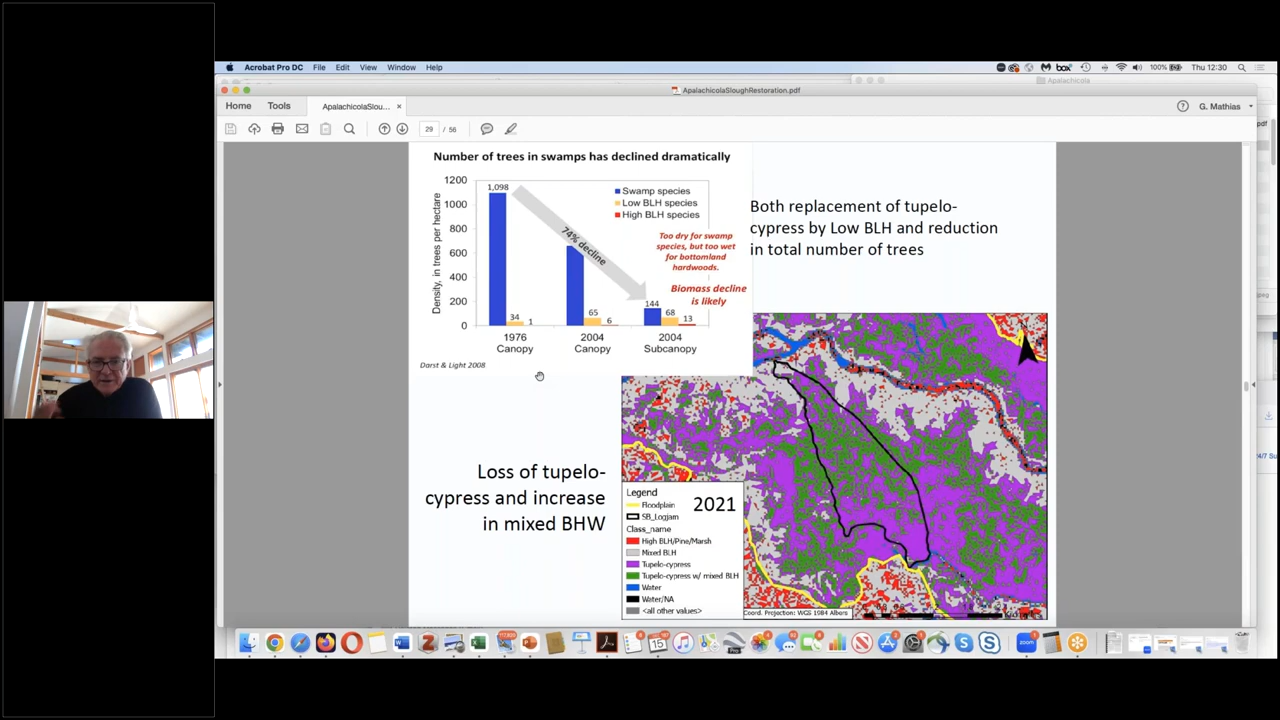 Acrobat Pro DC File Edit View Window Help
box 100% Thu 12:30
Apalachicola
ApalachicolaSloughRestoration.pdf
Home Tools ApalachicolaSlou... × G. Mathias
29 / 56
Number of trees in swamps has declined dramatically
1200
1000
800
600
400
200
0
Density, in trees per hectare
1,098
34
1
74% decline
65
6
144
68
13
Swamp species
Low BLH species
High BLH species
Too dry for swamp
species, but too wet
for bottomland
hardwoods.
Biomass decline
is likely
1976
Canopy
2004
Canopy
2004
Subcanopy
Darst & Light 2008
Both replacement of tupelo-
cypress by Low BLH and reduction
in total number of trees
Loss of tupelo-
cypress and increase
in mixed BHW
Legend
2021
Floodplain
SB_Logjam
Class_name
High BLH/Pine/Marsh
Mixed BLH
Tupelo-cypress
Tupelo-cypress w/ mixed BLH
Water
Water/NA
<all other values>
Coord. Projection: WGS 1984 Albers